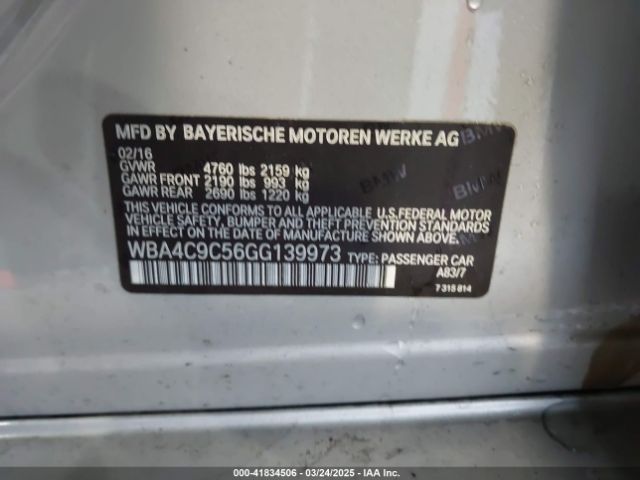 MFD BY BAYERISCHE MOTOREN WERKE AG
02/16
GVWR 4760 lbs 2159 kg
GAWR FRONT 2190 lbs 993 kg
GAWR REAR 2690 lbs 1220 kg
THIS VEHICLE CONFORMS TO ALL APPLICABLE U.S.FEDERAL MOTOR
VEHICLE SAFETY, BUMPER AND THEFT PREVENTION STANDARDS
IN EFFECT ON THE DATE OF MANUFACTURE SHOWN ABOVE.
WBA4C9C56GG139973 TYPE: PASSENGER CAR
A83/7
7 315 814
BMW
BMW
BMW
000-41834506 - 03/24/2025 - IAA Inc.